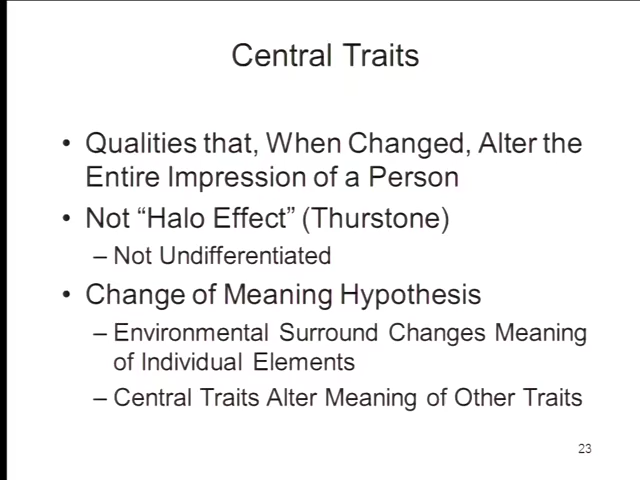 Central Traits
• Qualities that, When Changed, Alter the
Entire Impression of a Person
• Not “Halo Effect” (Thurstone)
– Not Undifferentiated
• Change of Meaning Hypothesis
– Environmental Surround Changes Meaning
of Individual Elements
– Central Traits Alter Meaning of Other Traits
23